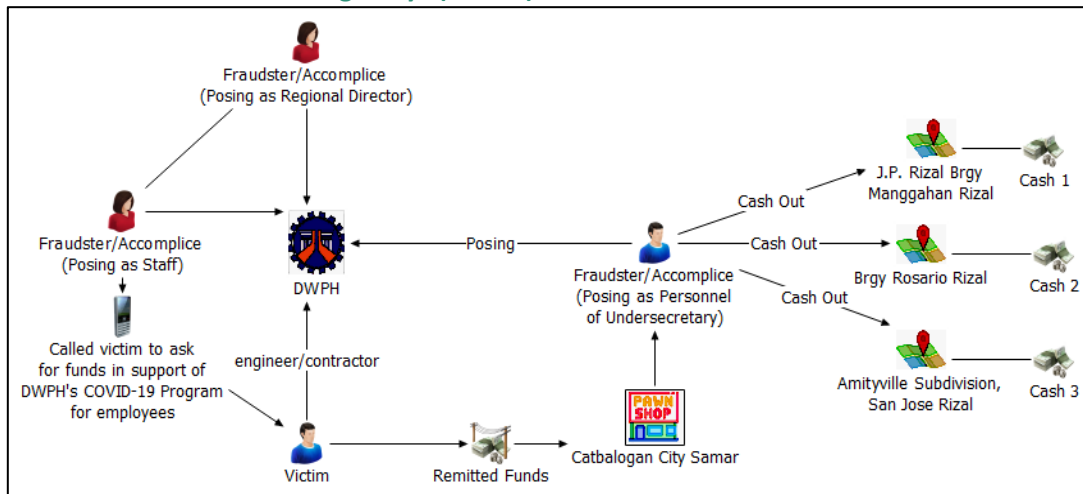 Fraudster/Accomplice
(Posing as Regional Director)
Fraudster/Accomplice
(Posing as Staff)
Called victim to ask
for funds in support of
DWPH's COVID-19 Program
for employees
DWPH
engineer/contractor
Victim
Remitted Funds
PAWN
SHOP
Catbalogan City Samar
Posing
Fraudster/Accomplice
(Posing as Personnel
of Undersecretary)
Cash Out
J.P. Rizal Brgy
Manggahan Rizal
Cash 1
Cash Out
Brgy Rosario Rizal
Cash 2
Cash Out
Amityville Subdivision,
San Jose Rizal
Cash 3